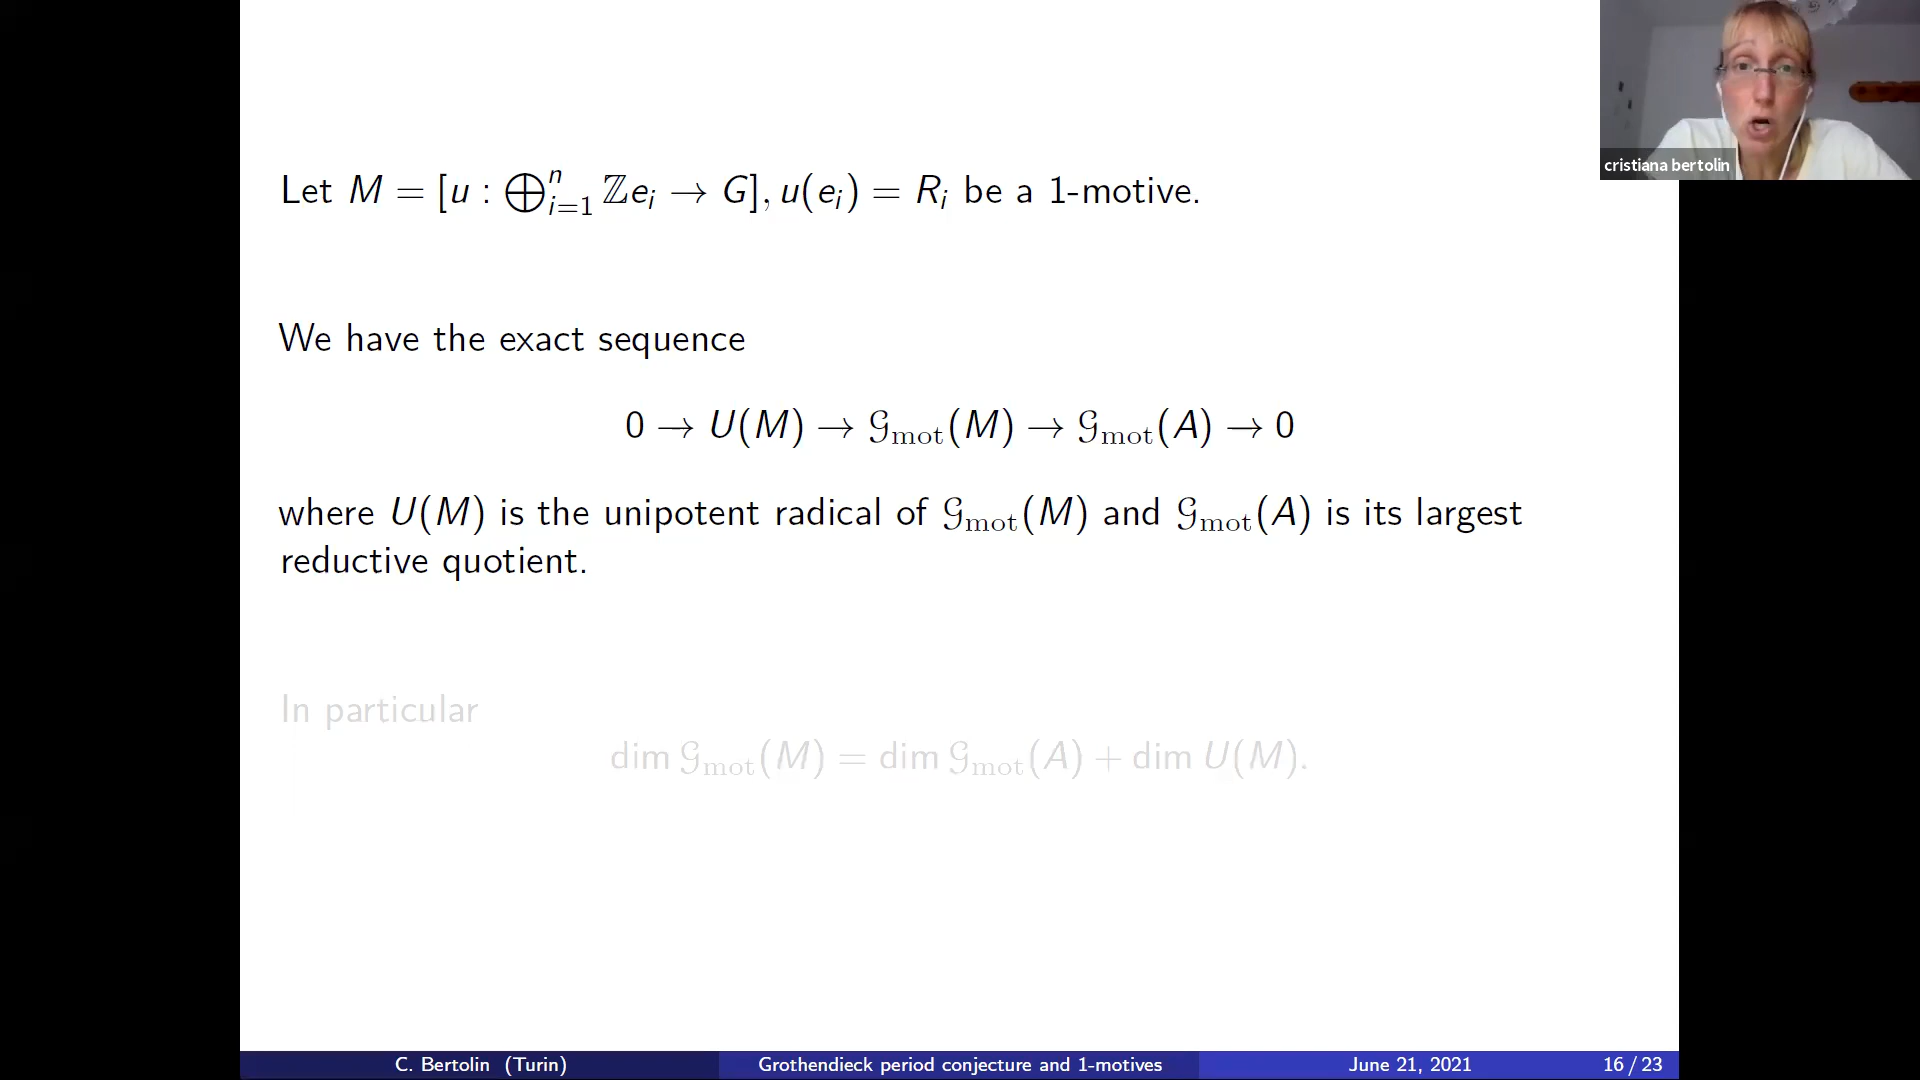 cristiana bertolin
Let M = [u : ⨁ⁿᵢ₌₁ ℤeᵢ → G], u(eᵢ) = Rᵢ be a 1-motive.
We have the exact sequence
0 → U(M) → 𝒢mot(M) → 𝒢mot(A) → 0
where U(M) is the unipotent radical of 𝒢mot(M) and 𝒢mot(A) is its largest
reductive quotient.
In particular
dim 𝒢mot(M) = dim 𝒢mot(A) + dim U(M).
C. Bertolin (Turin) Grothendieck period conjecture and 1-motives June 21, 2021 16 / 23